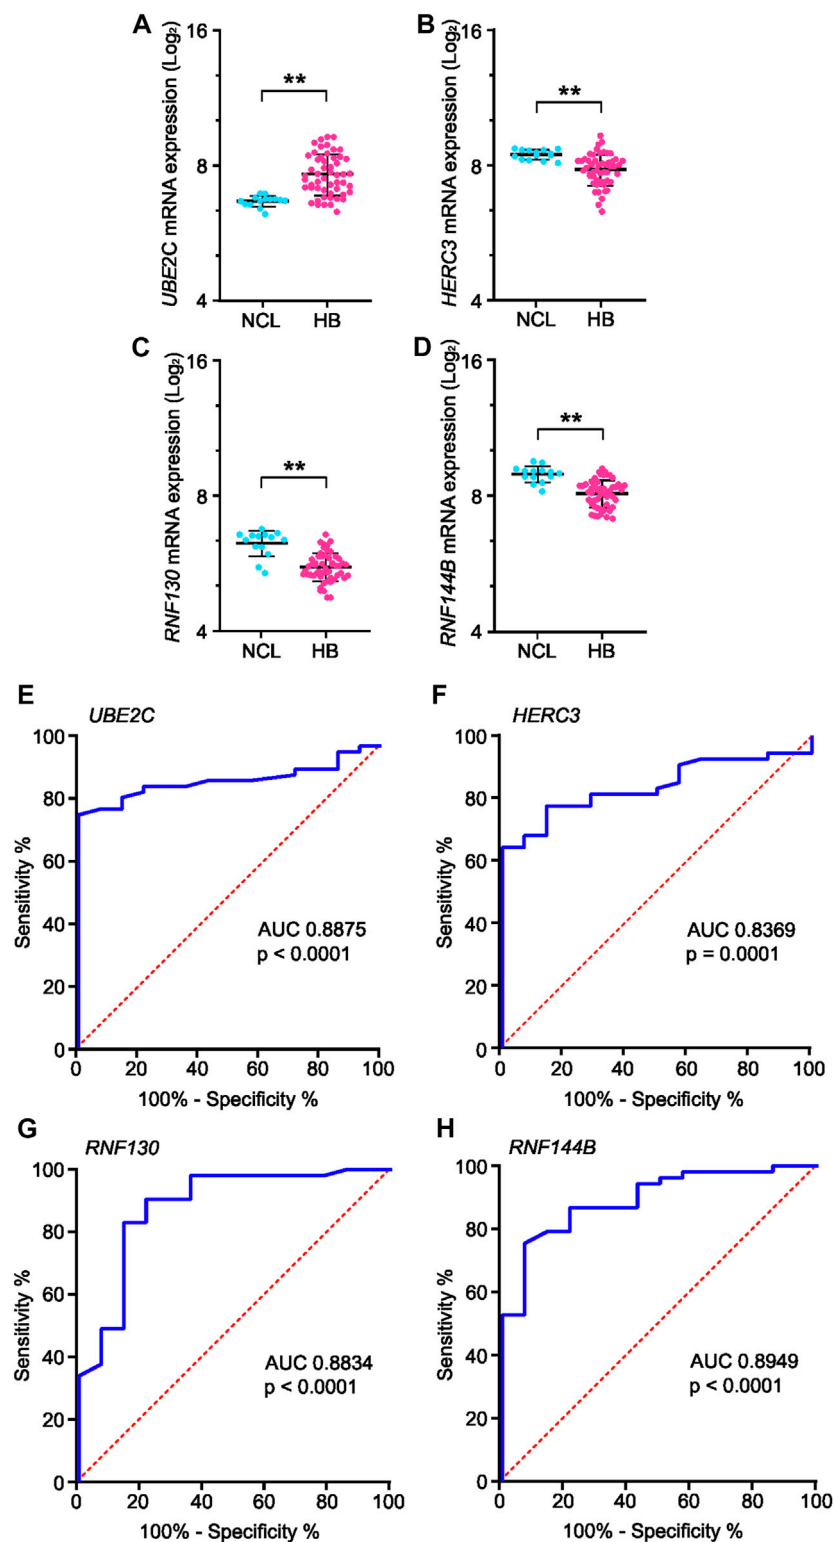 A
UBE2C mRNA expression (Log₂)
16
8
4
**
NCL HB
B
HERC3 mRNA expression (Log₂)
16
8
4
**
NCL HB
C
RNF130 mRNA expression (Log₂)
16
8
4
**
NCL HB
D
RNF144B mRNA expression (Log₂)
16
8
4
**
NCL HB
E
UBE2C
Sensitivity %
100
80
60
40
20
0
AUC 0.8875
p < 0.0001
0 20 40 60 80 100
100% - Specificity %
F
HERC3
Sensitivity %
100
80
60
40
20
0
AUC 0.8369
p = 0.0001
0 20 40 60 80 100
100% - Specificity %
G
RNF130
Sensitivity %
100
80
60
40
20
0
AUC 0.8834
p < 0.0001
0 20 40 60 80 100
100% - Specificity %
H
RNF144B
Sensitivity %
100
80
60
40
20
0
AUC 0.8949
p < 0.0001
0 20 40 60 80 100
100% - Specificity %